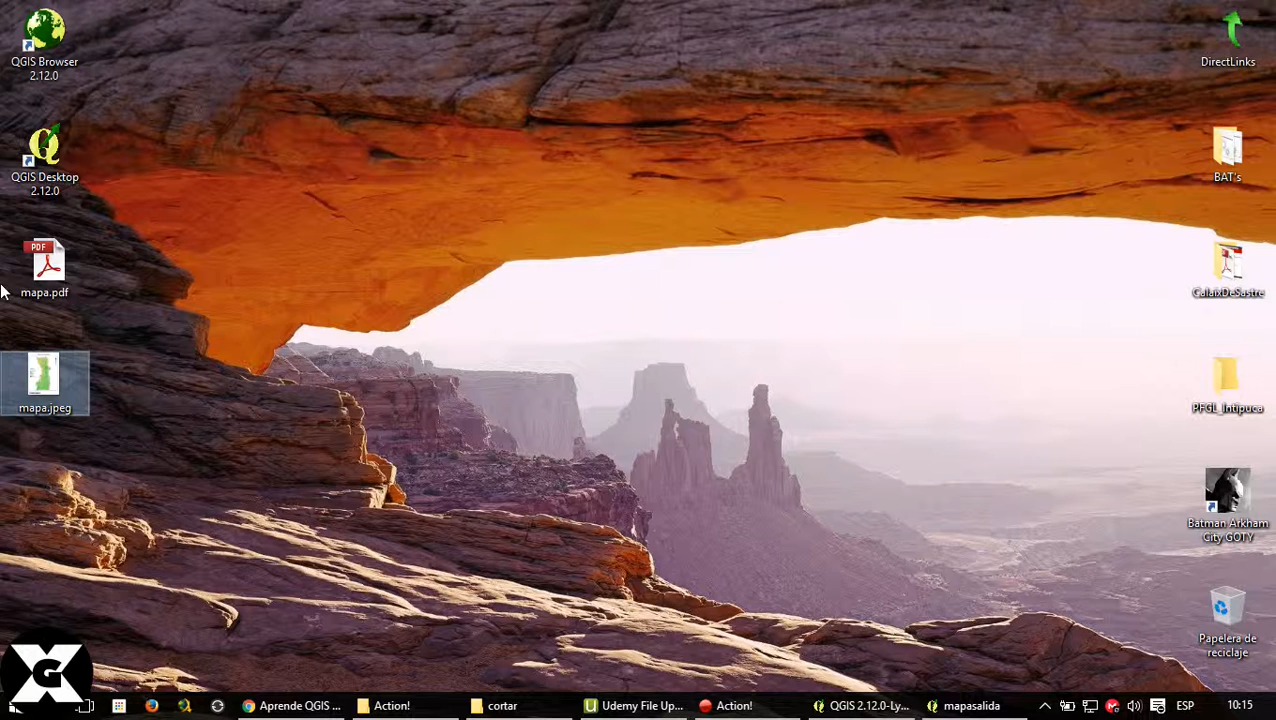 QGIS Browser
2.12.0
QGIS Desktop
2.12.0
PDF
mapa.pdf
mapa.jpeg
DirectLinks
BAT's
CalaixDeSastre
PFGL_Intipuca
Batman Arkham
City GOTY
Papelera de
reciclaje
XG
Aprende QGIS ...
Action!
cortar
Udemy File Up...
Action!
QGIS 2.12.0-Ly...
mapasalida
ESP
10:15